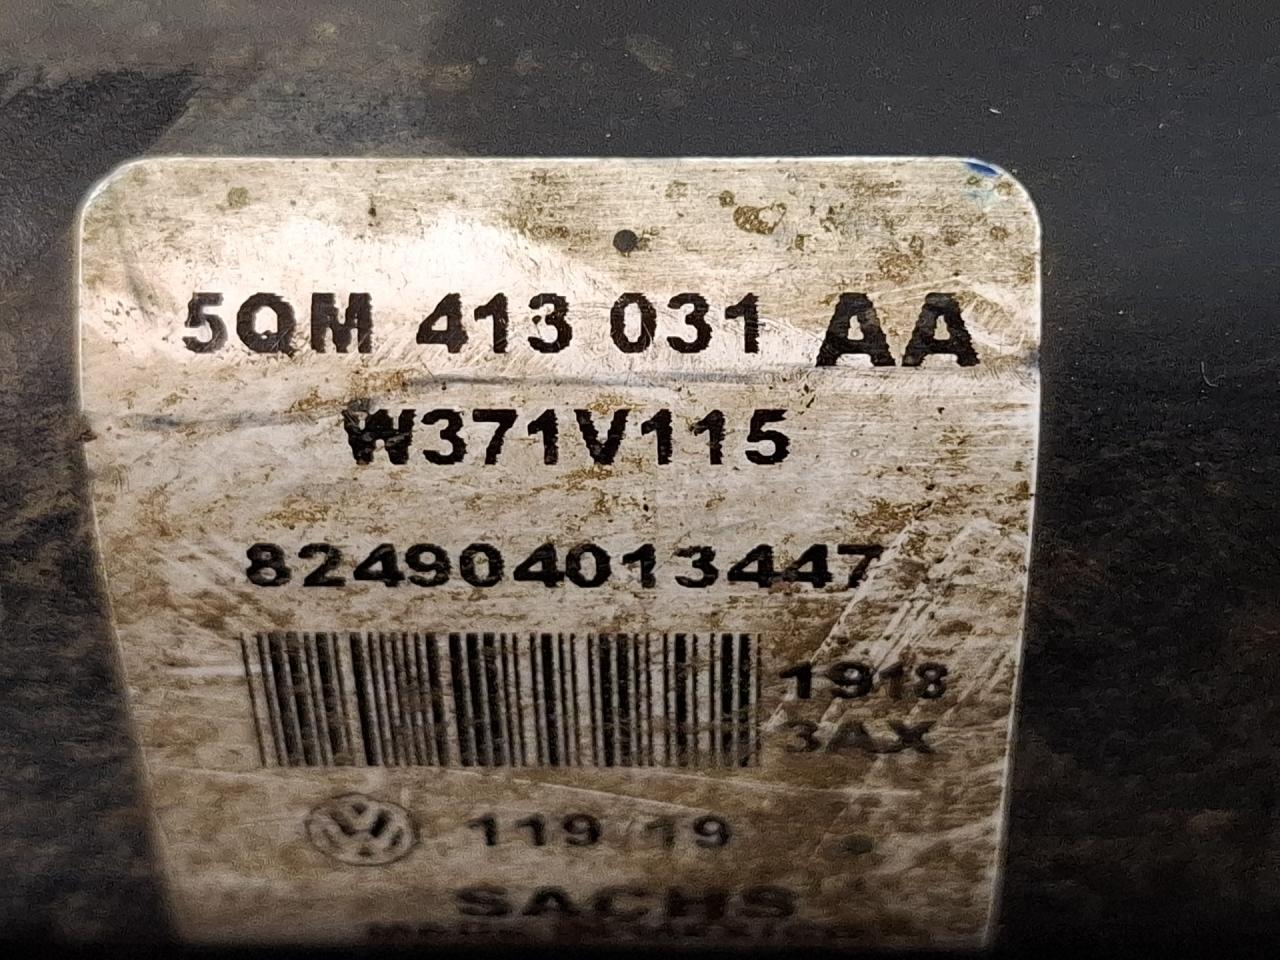 5QM 413 031 AA
W371V115
824904013447
1918
3AX
119 19
SACHS